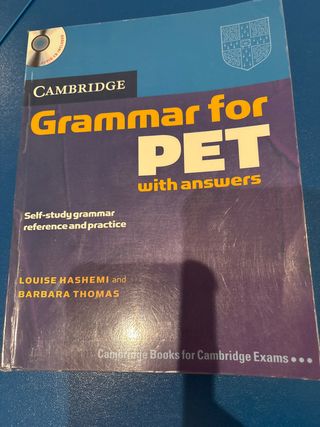 CAMBRIDGE
Grammar for
PET
with answers
Self-study grammar
reference and practice
LOUISE HASHEMI and
BARBARA THOMAS
Cambridge Books for Cambridge Exams •••